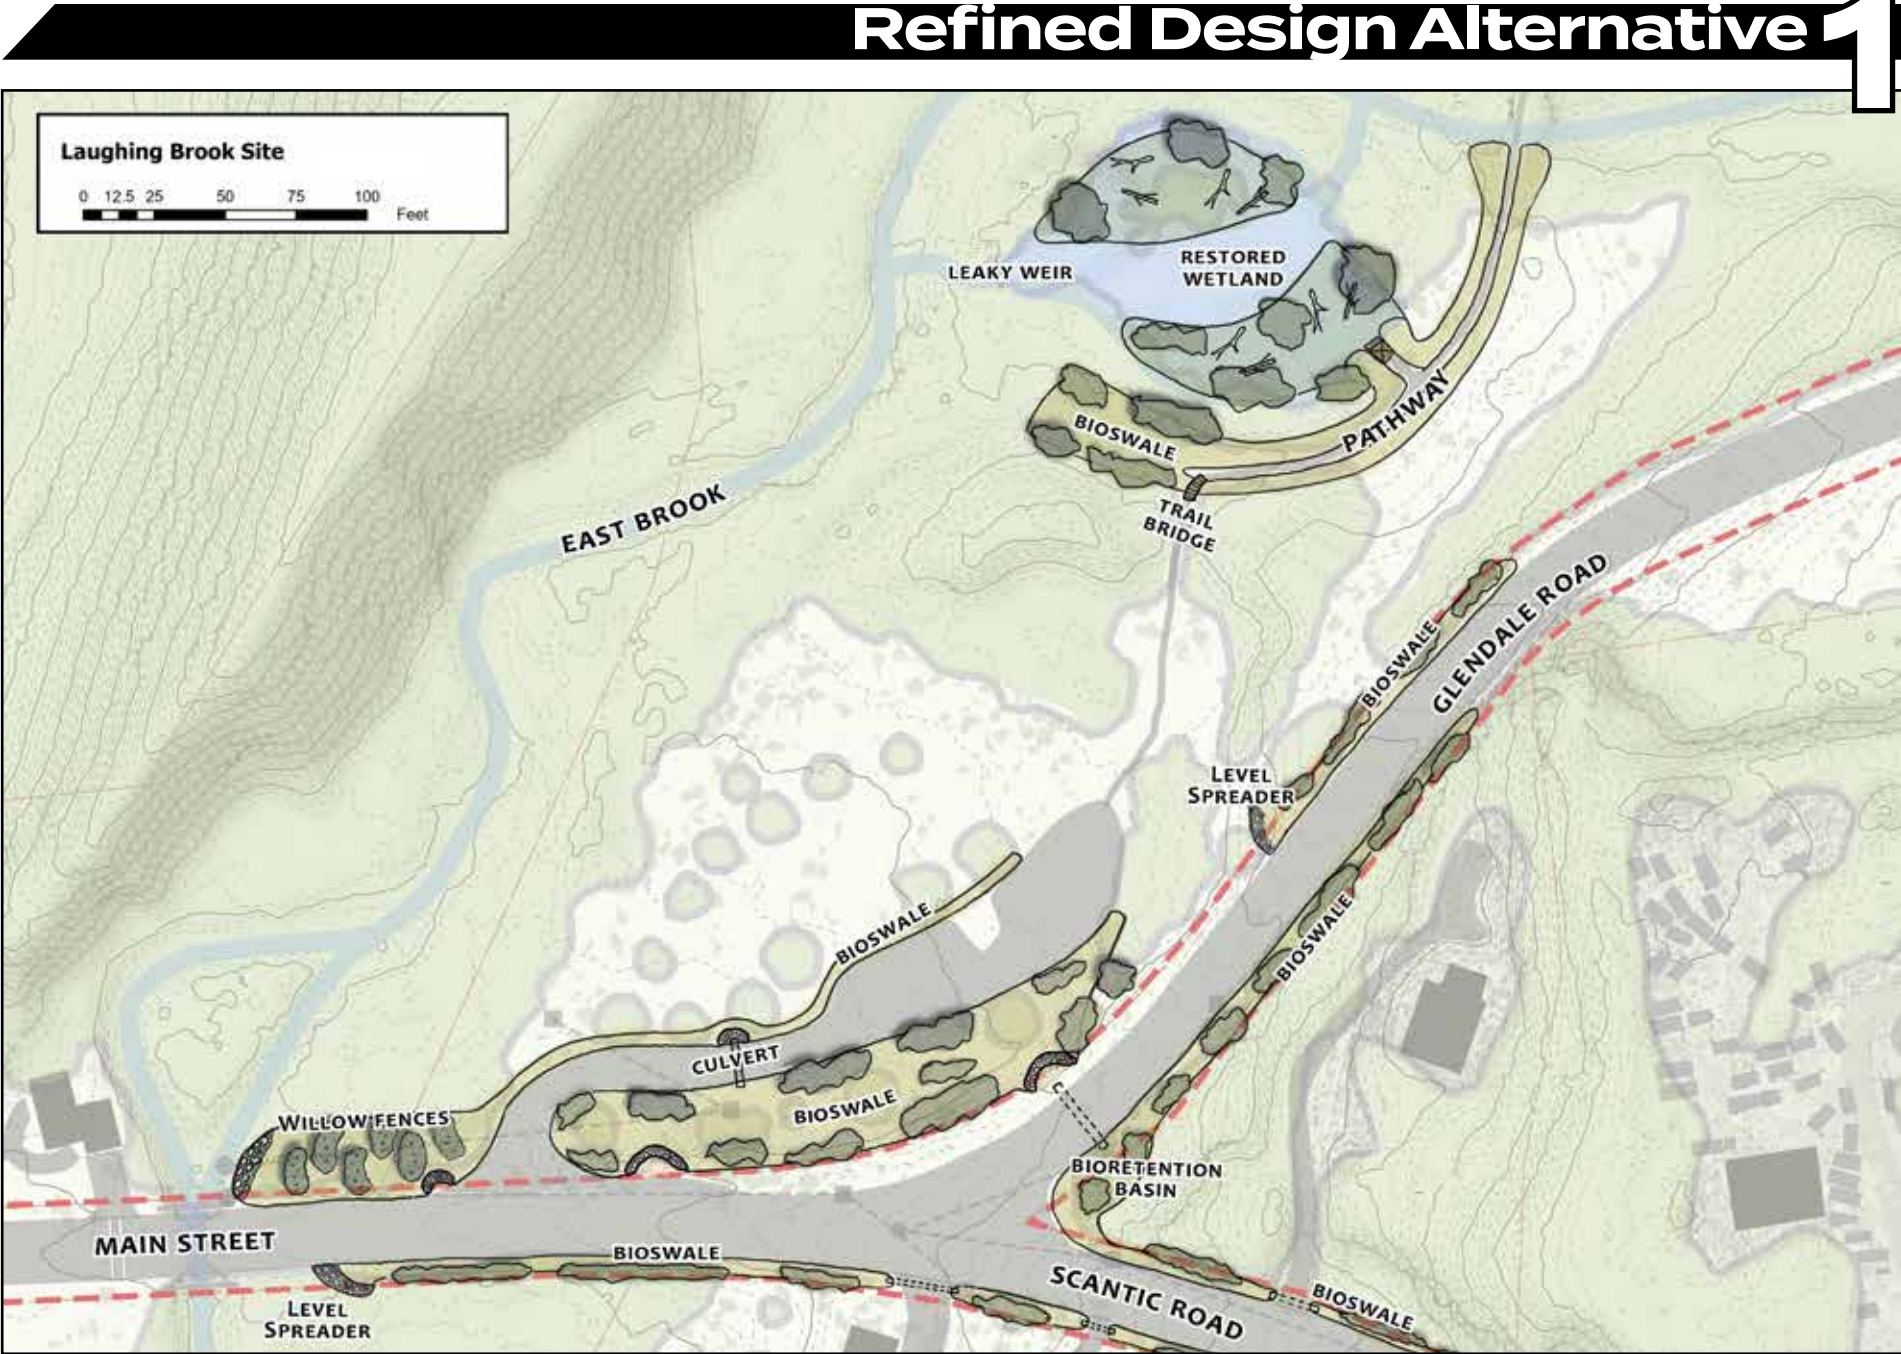 Refined Design Alternative 1
Laughing Brook Site
0 12.5 25 50 75 100
Feet
LEAKY WEIR
RESTORED
WETLAND
PATHWAY
BIOSWALE
TRAIL
BRIDGE
EAST BROOK
GLENDALE ROAD
BIOSWALE
LEVEL
SPREADER
BIOSWALE
BIOSWALE
CULVERT
BIOSWALE
WILLOW FENCES
BIORETENTION
BASIN
MAIN STREET
BIOSWALE
SCANTIC ROAD
BIOSWALE
LEVEL
SPREADER